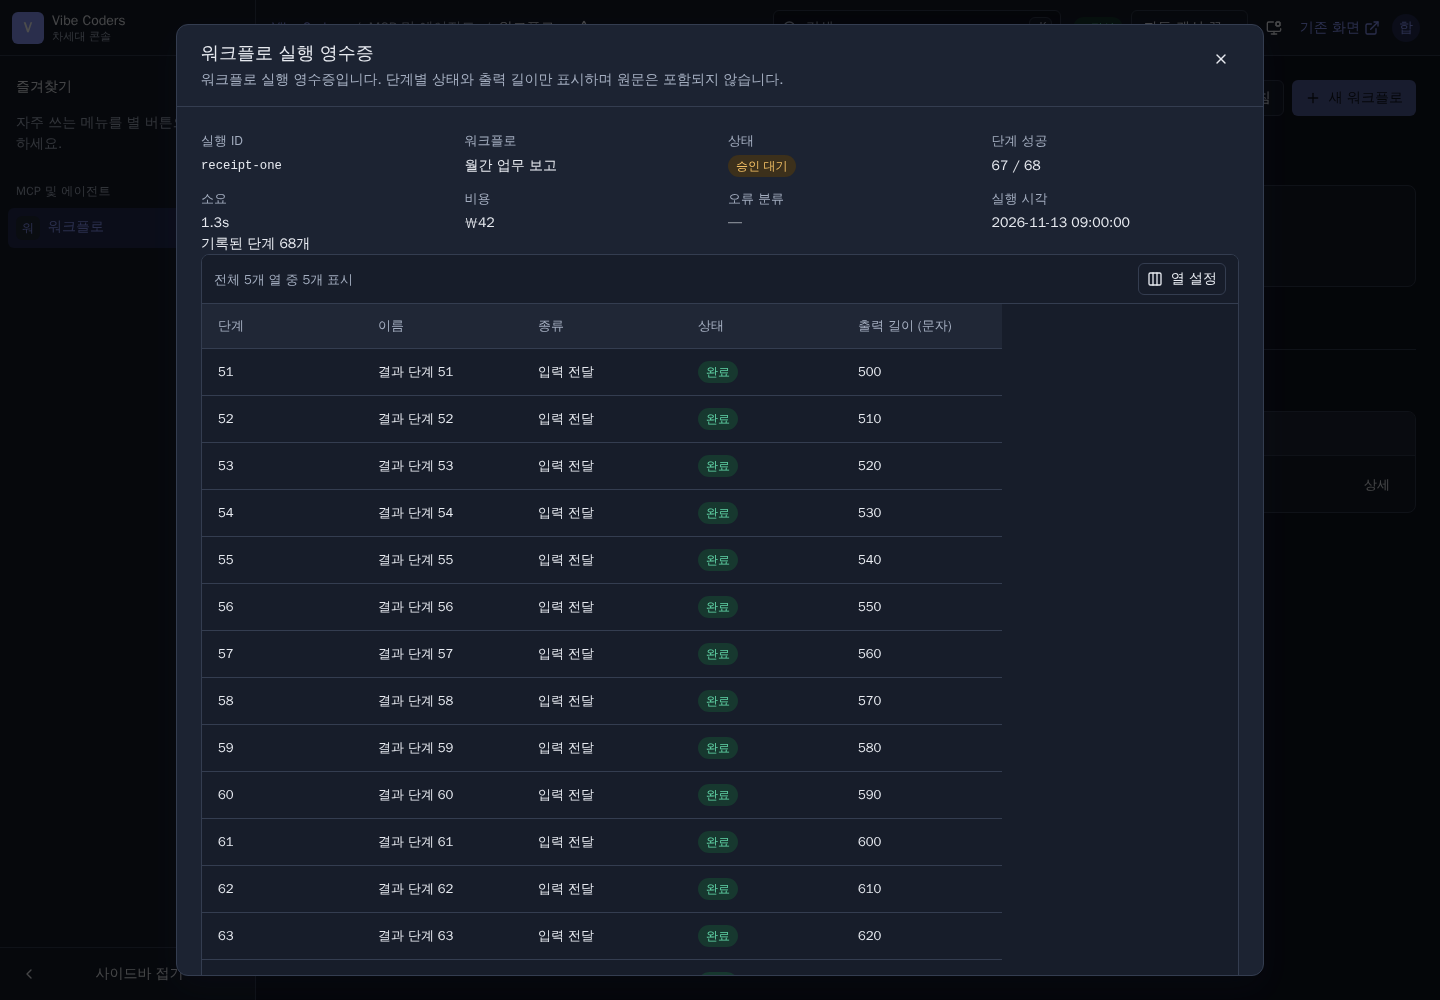 V
Vibe Coders
차세대 콘솔
기존 화면
합
즐겨찾기
자주 쓰는 메뉴를 별 버튼
하세요.
MCP 및 에이전트
워 워크플로
사이드바 접기
새 워크플로
상세
워크플로 실행 영수증
워크플로 실행 영수증입니다. 단계별 상태와 출력 길이만 표시하며 원문은 포함되지 않습니다.
실행 ID 워크플로 상태 단계 성공
receipt-one 월간 업무 보고 승인 대기 67 / 68
소요 비용 오류 분류 실행 시각
1.3s ₩42 — 2026-11-13 09:00:00
기록된 단계 68개
전체 5개 열 중 5개 표시 열 설정
단계 이름 종류 상태 출력 길이 (문자)
51 결과 단계 51 입력 전달 완료 500
52 결과 단계 52 입력 전달 완료 510
53 결과 단계 53 입력 전달 완료 520
54 결과 단계 54 입력 전달 완료 530
55 결과 단계 55 입력 전달 완료 540
56 결과 단계 56 입력 전달 완료 550
57 결과 단계 57 입력 전달 완료 560
58 결과 단계 58 입력 전달 완료 570
59 결과 단계 59 입력 전달 완료 580
60 결과 단계 60 입력 전달 완료 590
61 결과 단계 61 입력 전달 완료 600
62 결과 단계 62 입력 전달 완료 610
63 결과 단계 63 입력 전달 완료 620